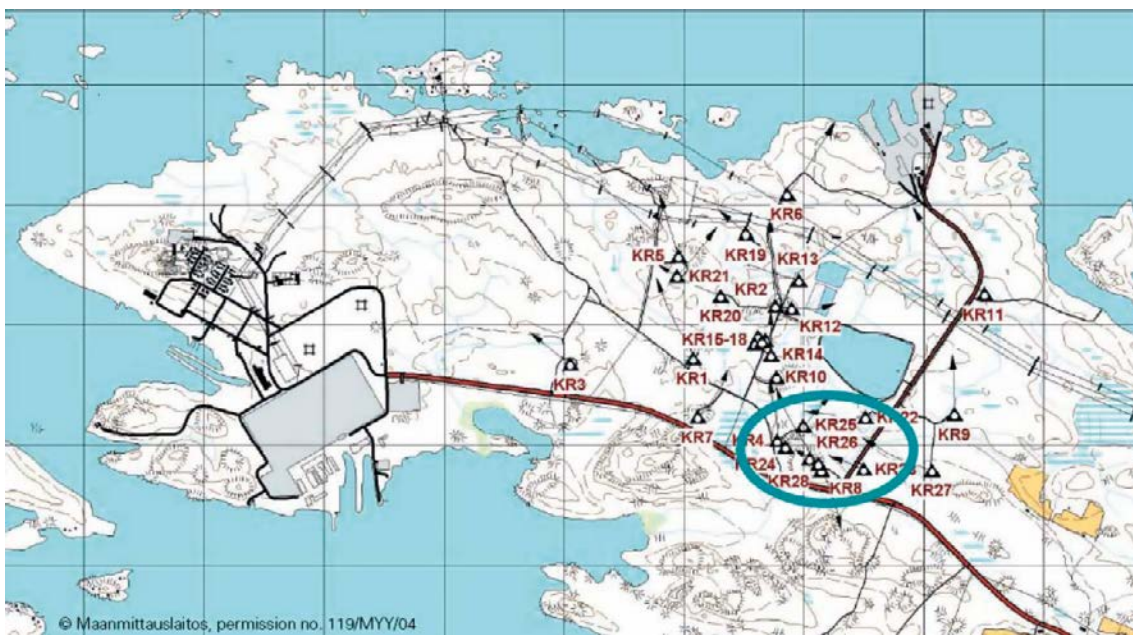 KR6
KR19
KR5
KR13
KR21
KR2
KR20
KR11
KR12
KR15-18
KR14
KR1
KR3
KR10
KR25
KR22
KR9
KR7
KR4
KR26
KR24
KR28
KR8
KR27
© Maanmittauslaitos, permission no. 119/MYY/04